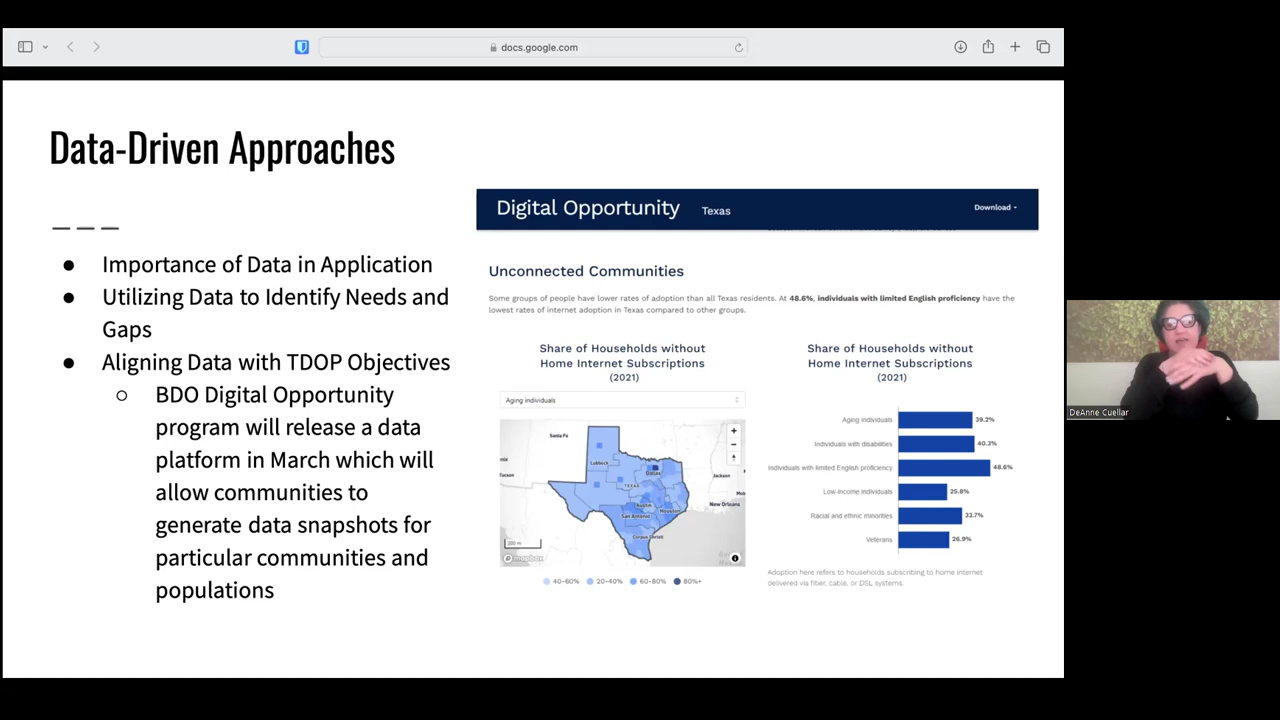 docs.google.com
Data-Driven Approaches
● Importance of Data in Application
● Utilizing Data to Identify Needs and
Gaps
● Aligning Data with TDOP Objectives
○ BDO Digital Opportunity
program will release a data
platform in March which will
allow communities to
generate data snapshots for
particular communities and
populations
Digital Opportunity Texas Download
Unconnected Communities
Some groups of people have lower rates of adoption than all Texas residents. At 48.6%, individuals with limited English proficiency have the
lowest rates of internet adoption in Texas compared to other groups.
Share of Households without
Home Internet Subscriptions
(2021)
Aging individuals
Santa Fe
Lubbock
Dallas
Jackson
Tucson
TEXAS
Austin
New Orleans
San Antonio
Houston
Corpus Christi
200 mi
mapbox
40-60% 20-40% 60-80% 80%+
Share of Households without
Home Internet Subscriptions
(2021)
Aging individuals 39.2%
Individuals with disabilities 40.3%
Individuals with limited English proficiency 48.6%
Low-income individuals 25.8%
Racial and ethnic minorities 33.7%
Veterans 26.9%
Adoption here refers to households subscribing to home internet
delivered via fiber, cable, or DSL systems.
DeAnne Cuellar